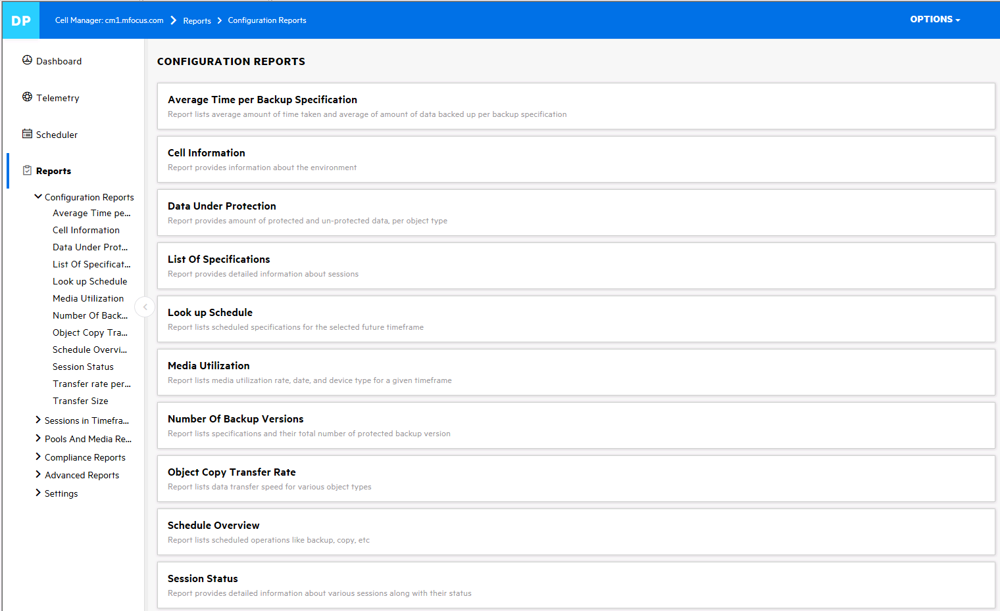 DP
Cell Manager: cm1.mfocus.com
Reports
Configuration Reports
OPTIONS
Dashboard
Telemetry
Scheduler
Reports
Configuration Reports
Average Time pe...
Cell Information
Data Under Prot...
List Of Specificat...
Look up Schedule
Media Utilization
Number Of Back...
Object Copy Tra...
Schedule Overvi...
Session Status
Transfer rate per...
Transfer Size
Sessions in Timefra...
Pools And Media Re...
Compliance Reports
Advanced Reports
Settings
CONFIGURATION REPORTS
Average Time per Backup Specification
Report lists average amount of time taken and average of amount of data backed up per backup specification
Cell Information
Report provides information about the environment
Data Under Protection
Report provides amount of protected and un-protected data, per object type
List Of Specifications
Report provides detailed information about sessions
Look up Schedule
Report lists scheduled specifications for the selected future timeframe
Media Utilization
Report lists media utilization rate, date, and device type for a given timeframe
Number Of Backup Versions
Report lists specifications and their total number of protected backup version
Object Copy Transfer Rate
Report lists data transfer speed for various object types
Schedule Overview
Report lists scheduled operations like backup, copy, etc
Session Status
Report provides detailed information about various sessions along with their status